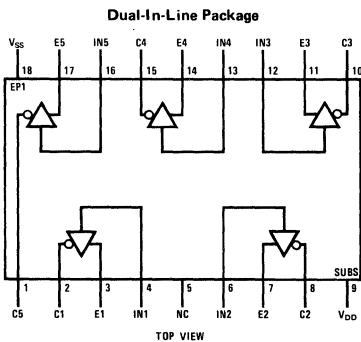 Dual-In-Line Package
VSS E5 IN5 C4 E4 IN4 IN3 E3 C3
18 17 16 15 14 13 12 11 10
EP1
SUBS
1 2 3 4 5 6 7 8 9
C5 C1 E1 IN1 NC IN2 E2 C2 VDD
TOP VIEW